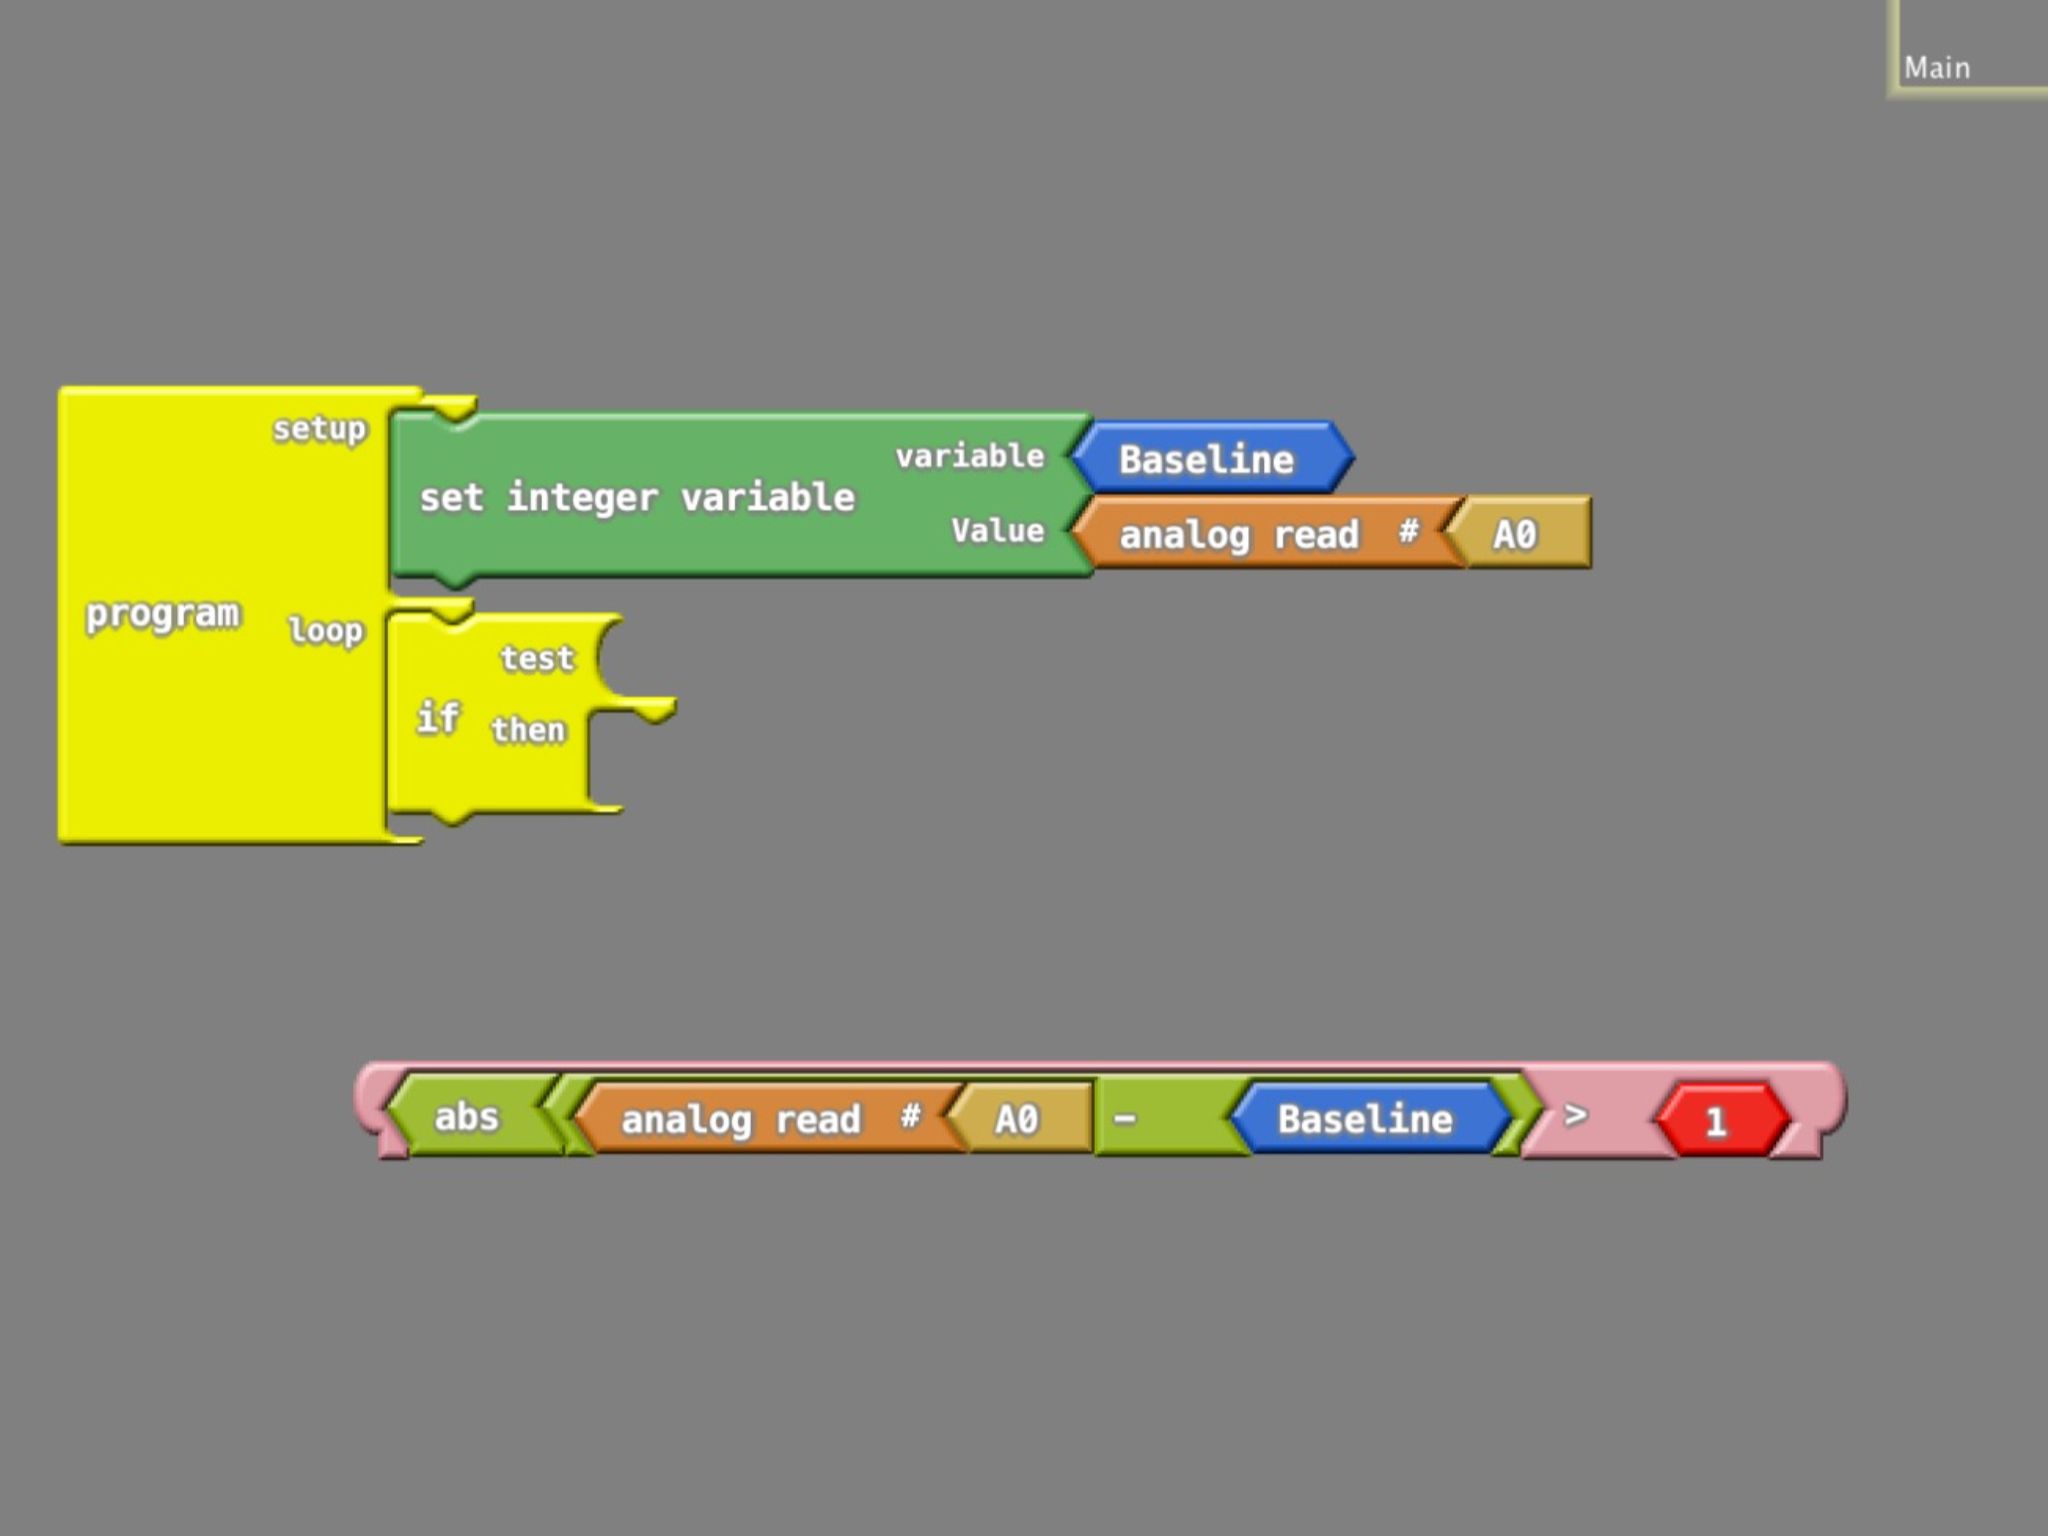 Main
setup
set integer variable
variable Baseline
Value analog read # A0
program
loop
test
if
then
abs analog read # A0 - Baseline > 1